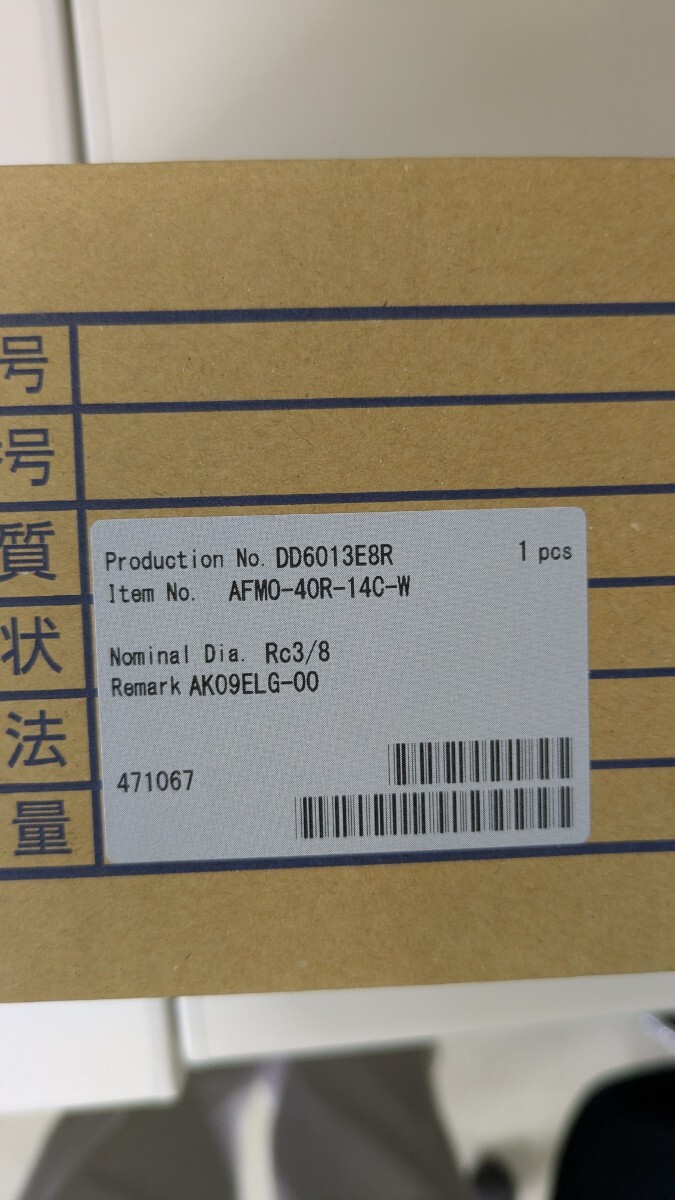 号
号
質
状
法
量
Production No. DD6013E8R 1 pcs
Item No. AFMO-40R-14C-W
Nominal Dia. Rc3/8
Remark AK09ELG-00
471067